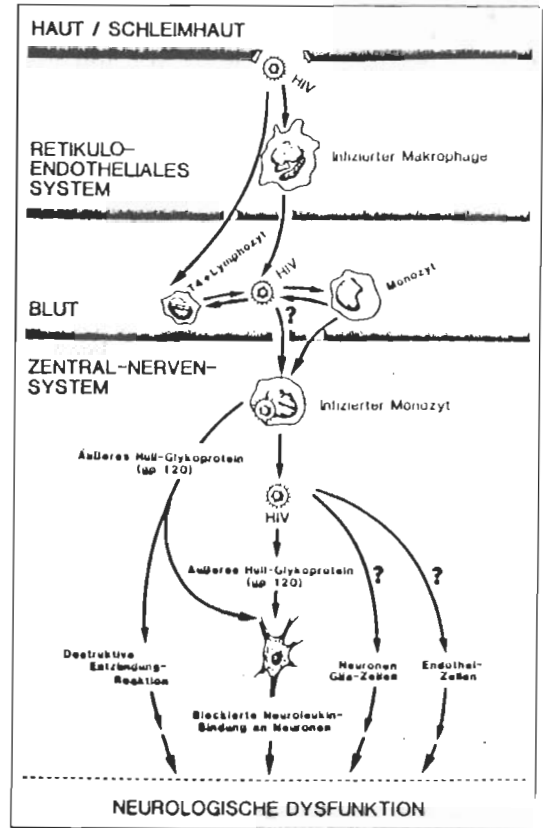 HAUT / SCHLEIMHAUT
HIV
RETIKULO-
ENDOTHELIALES
SYSTEM
Infizierter Makrophage
T4+Lymphozyt
HIV
Monozyt
BLUT
?
ZENTRAL-NERVEN-
SYSTEM
Infizierter Monozyt
Äußeres Hüll-Glykoprotein
(gp 120)
HIV
Äußeres Hüll-Glykoprotein
(gp 120)
?
?
Destruktive
Entzündung-
Reaktion
Neuronen
Glia-Zellen
Endothel-
Zellen
Blockierte Neuroleukin-
Bindung an Neuronen
NEUROLOGISCHE DYSFUNKTION